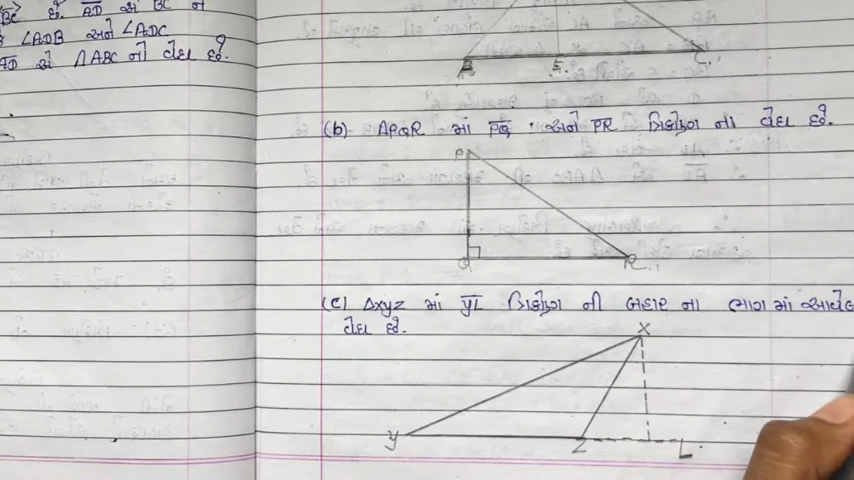 BC છે. AD એ BC ને
∠ADB અને ∠ADC
AD એ △ABC નો વેધ છે.
B E C
(b) △PQR માં PQ અને PR ત્રિકોણ ના વેધ છે.
P
Q R
(c) △xyz માં YL ત્રિકોણ ની બહાર ના ભાગ માં આવેલ
વેધ છે.
X
y Z L